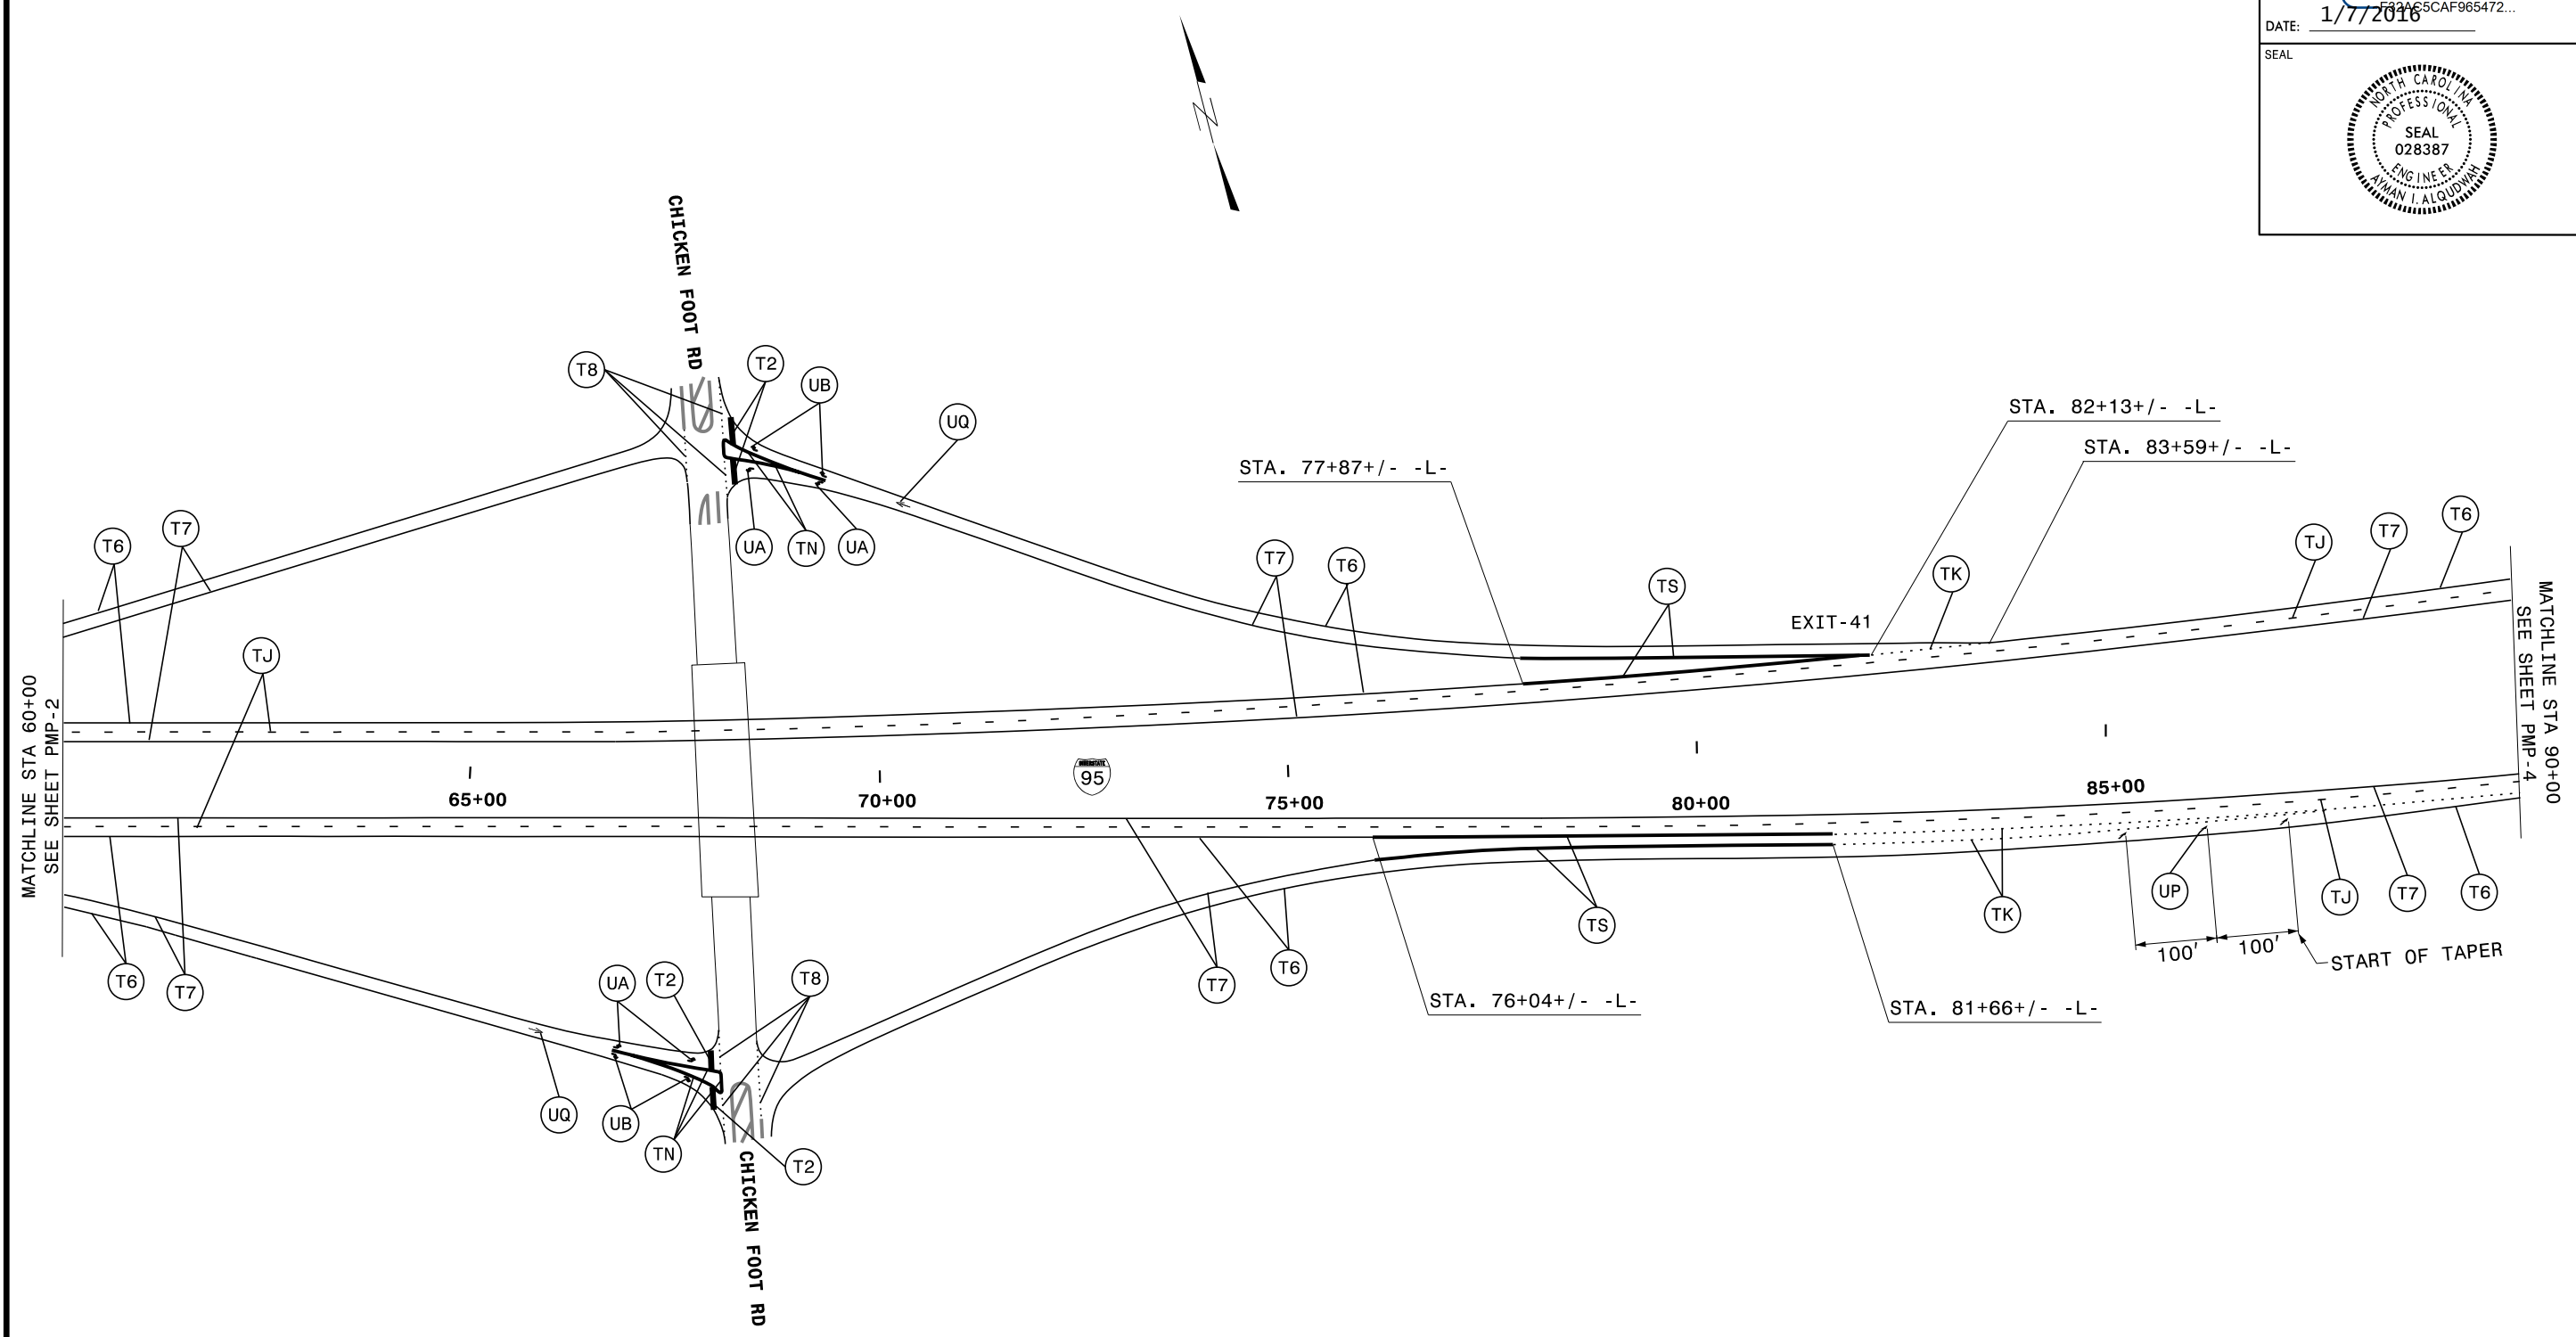 F32AC5CAF965472...
DATE: 1/7/2016
SEAL
NORTH CAROLINA
PROFESSIONAL
SEAL
028387
ENGINEER
AYMAN I. ALQUDWAH
CHICKEN FOOT RD
T8
T2
UB
UQ
STA. 82+13+/- -L-
STA. 83+59+/- -L-
STA. 77+87+/- -L-
T6
T7
UA
TN
UA
T7
T6
TS
TK
TJ
T7
T6
EXIT-41
TJ
MATCHLINE STA 60+00
SEE SHEET PMP-2
MATCHLINE STA 90+00
SEE SHEET PMP-4
INTERSTATE
95
65+00
70+00
75+00
80+00
85+00
T6
T7
UA
T2
T8
T7
T6
TS
TK
UP
TJ
T7
T6
100'
100'
START OF TAPER
STA. 76+04+/- -L-
STA. 81+66+/- -L-
UQ
UB
TN
T2
CHICKEN FOOT RD